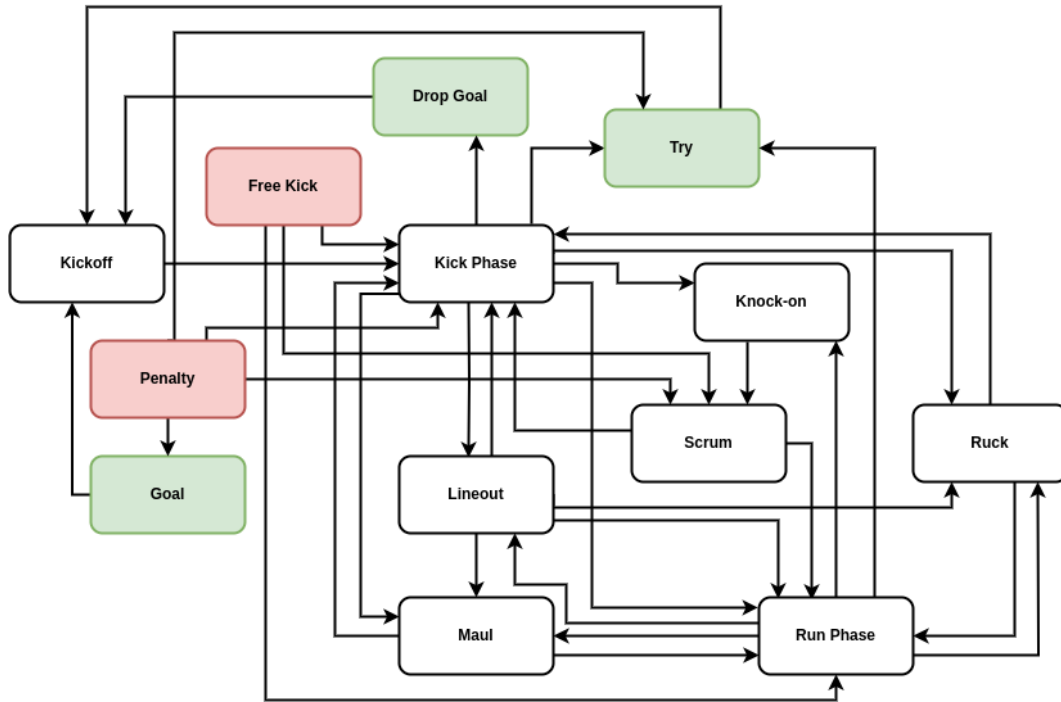 Drop Goal
Try
Free Kick
Kickoff
Kick Phase
Knock-on
Penalty
Scrum
Ruck
Goal
Lineout
Maul
Run Phase